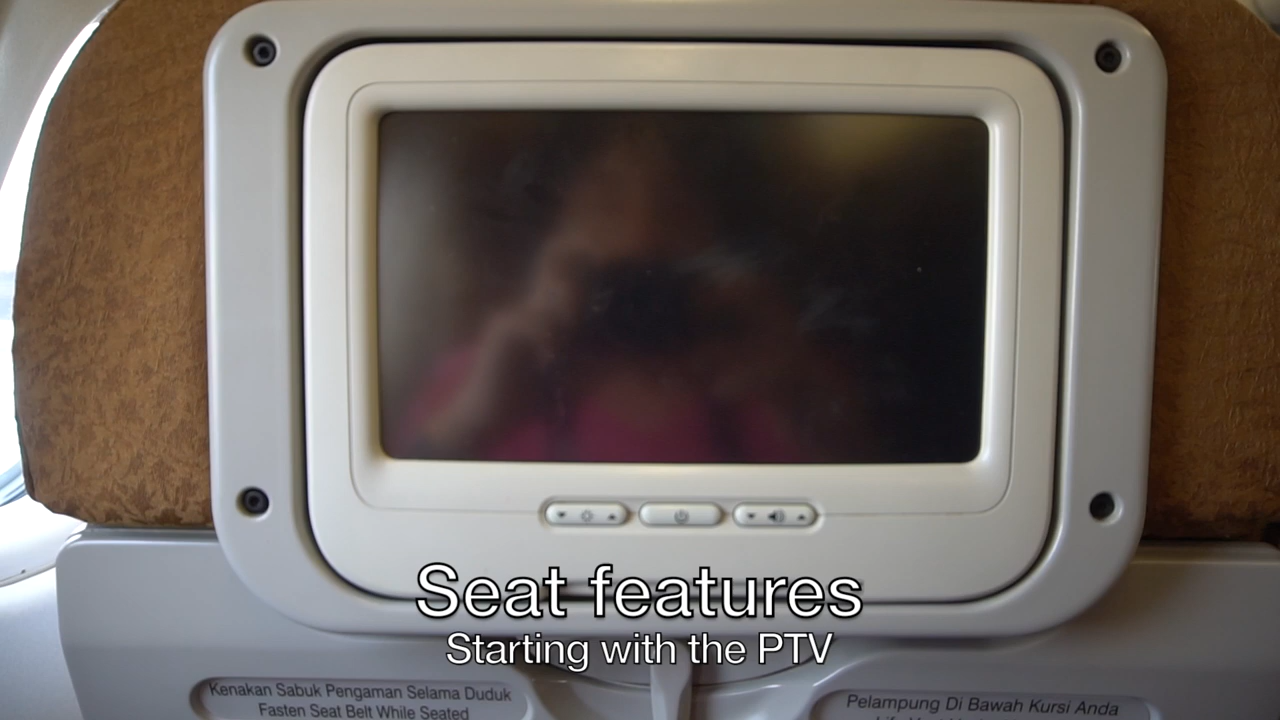 Seat features
Starting with the PTV
Kenakan Sabuk Pengaman Selama Duduk
Fasten Seat Belt While Seated
Pelampung Di Bawah Kursi Anda